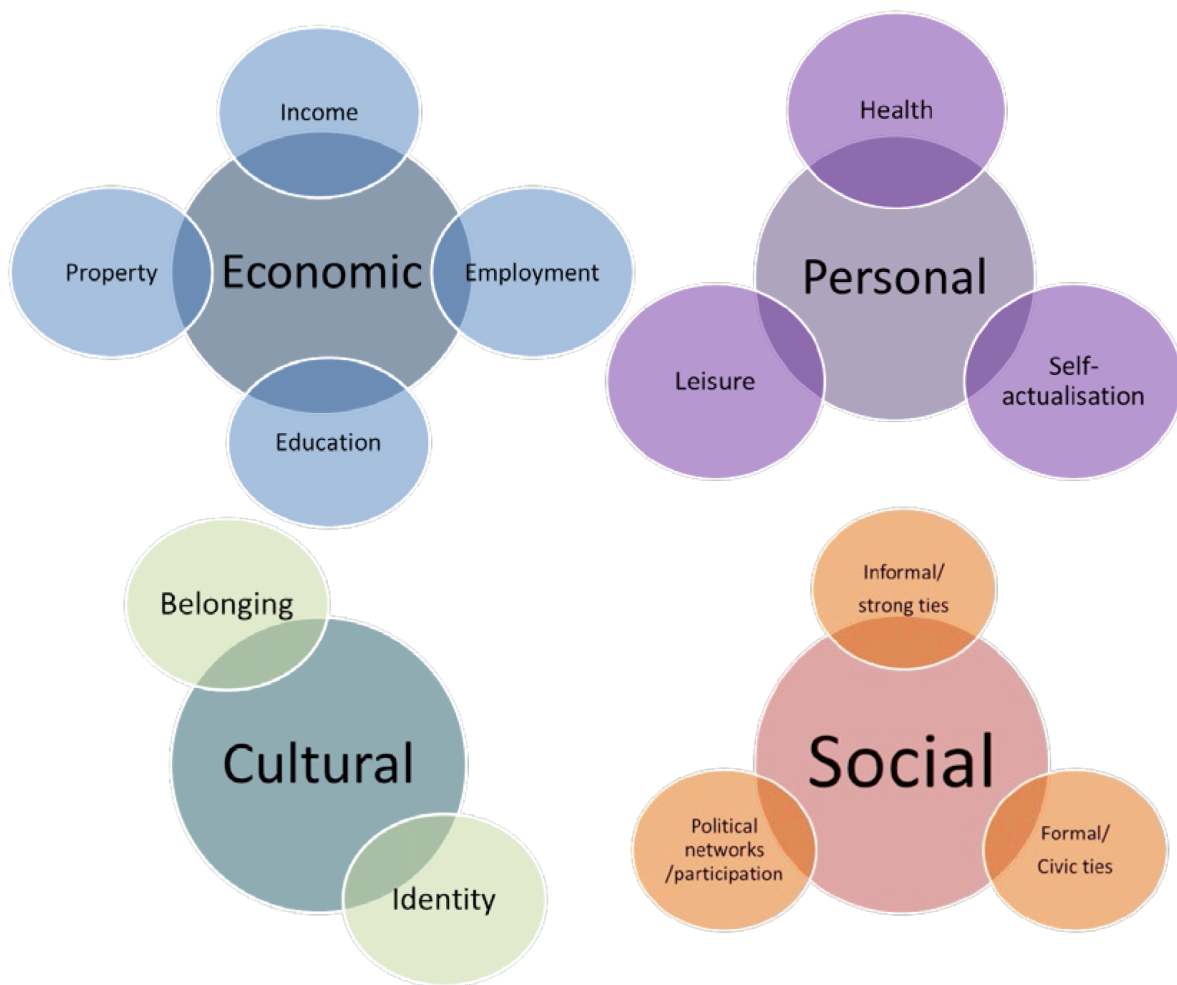 Income
Property
Economic
Employment
Education
Health
Personal
Leisure
Self-
actualisation
Belonging
Cultural
Identity
Informal/
strong ties
Social
Political
networks
/participation
Formal/
Civic ties